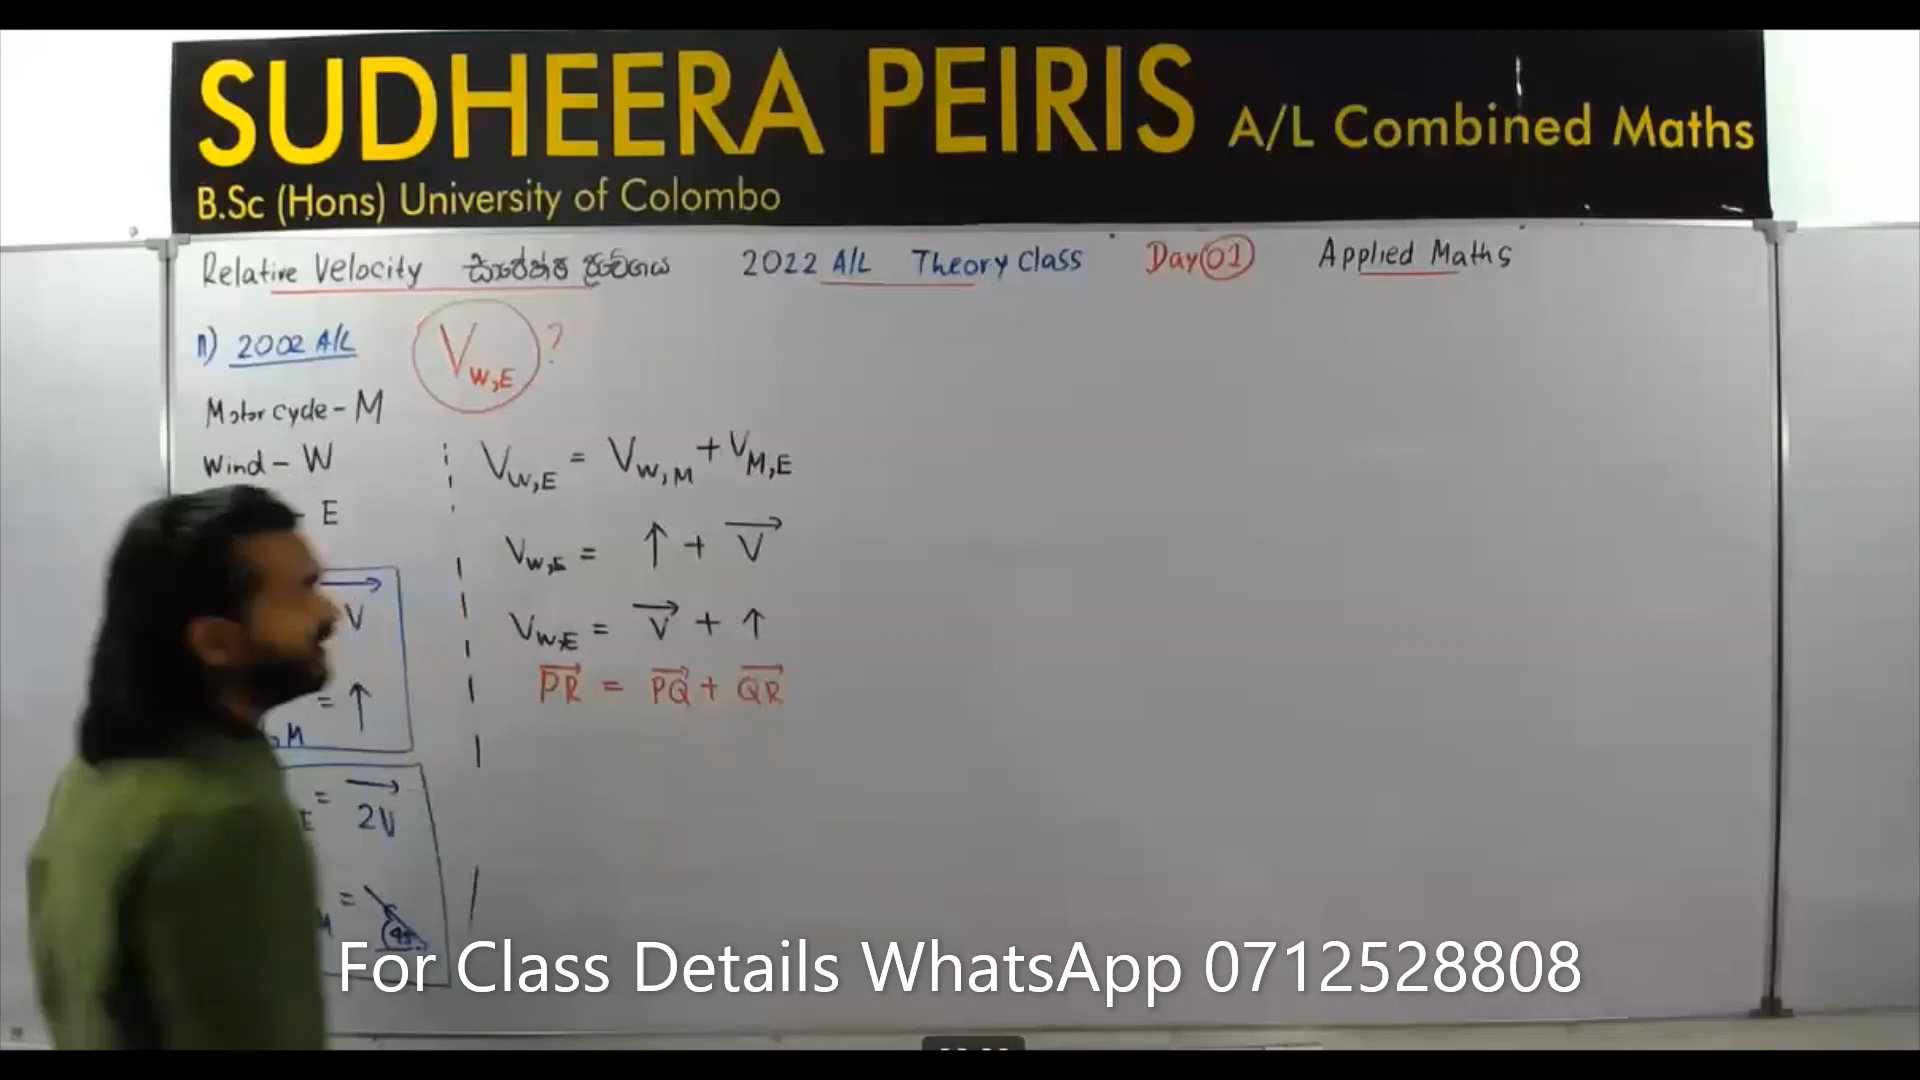 SUDHEERA PEIRIS A/L Combined Maths
B.Sc (Hons) University of Colombo
Relative Velocity සාපේක්ෂ ප්‍රවේගය 2022 A/L Theory class Day 01 Applied Maths
11) 2002 A/L
V W,E ?
Motor cycle - M
Wind - W
- E
→ V
M = ↑
E = → 2V
M =
V W,E = V W,M + V M,E
V W,E = ↑ + →V
V W,E = →V + ↑
→PR = →PQ + →QR
For Class Details WhatsApp 0712528808